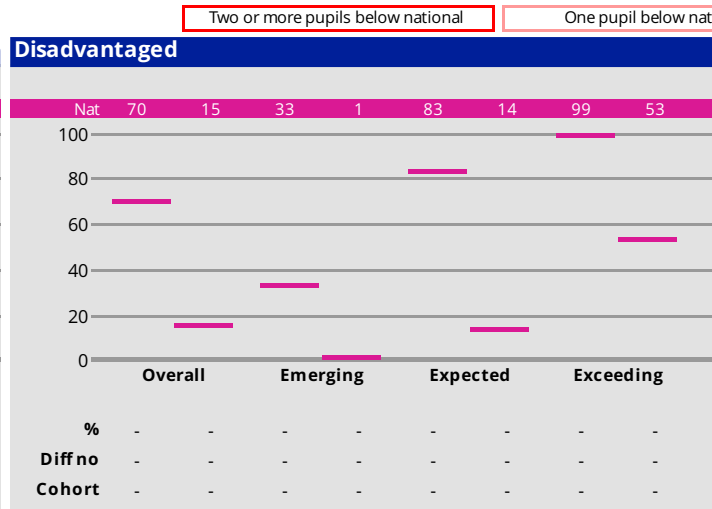 Two or more pupils below national
One pupil below nat
Disadvantaged
Nat 70 15 33 1 83 14 99 53
100
80
60
40
20
0
Overall Emerging Expected Exceeding
% - - - - - - - -
Diff no - - - - - - - -
Cohort - - - - - - - -